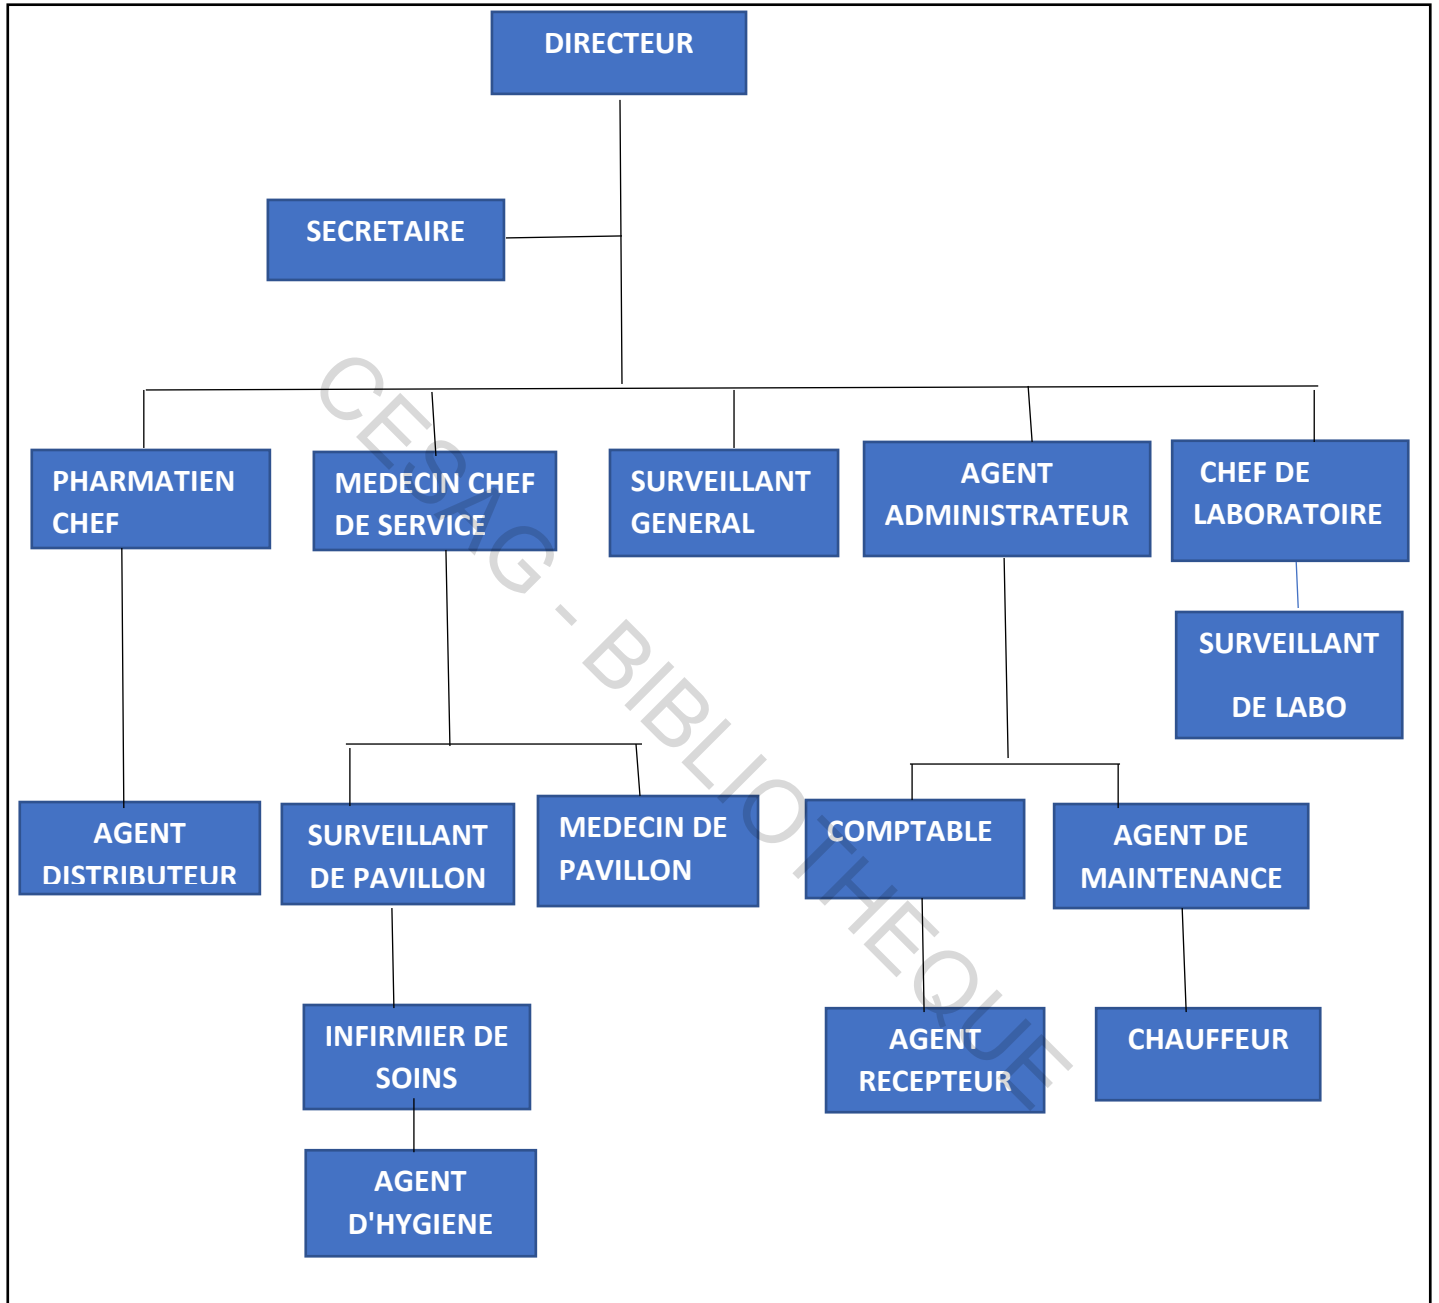 DIRECTEUR
SECRETAIRE
PHARMATIEN
CHEF
MEDECIN CHEF
DE SERVICE
SURVEILLANT
GENERAL
AGENT
ADMINISTRATEUR
CHEF DE
LABORATOIRE
SURVEILLANT
DE LABO
AGENT
DISTRIBUTEUR
SURVEILLANT
DE PAVILLON
MEDECIN DE
PAVILLON
COMPTABLE
AGENT DE
MAINTENANCE
INFIRMIER DE
SOINS
AGENT
RECEPTEUR
CHAUFFEUR
AGENT
D'HYGIENE
CESAG - BIBLIOTHEQUE